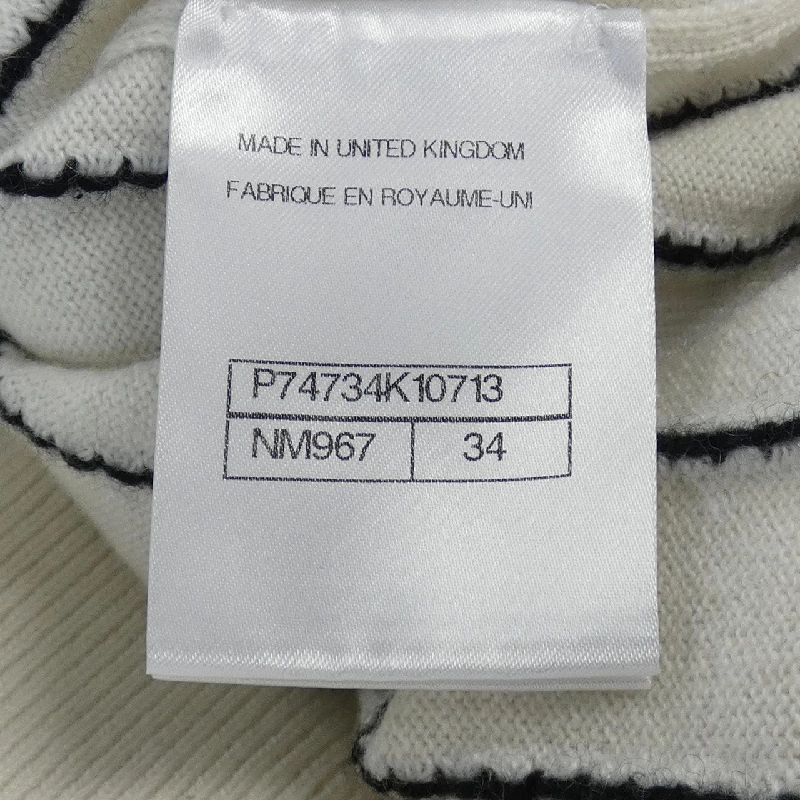 MADE IN UNITED KINGDOM
FABRIQUE EN ROYAUME-UNI
P74734K10713
NM967 34